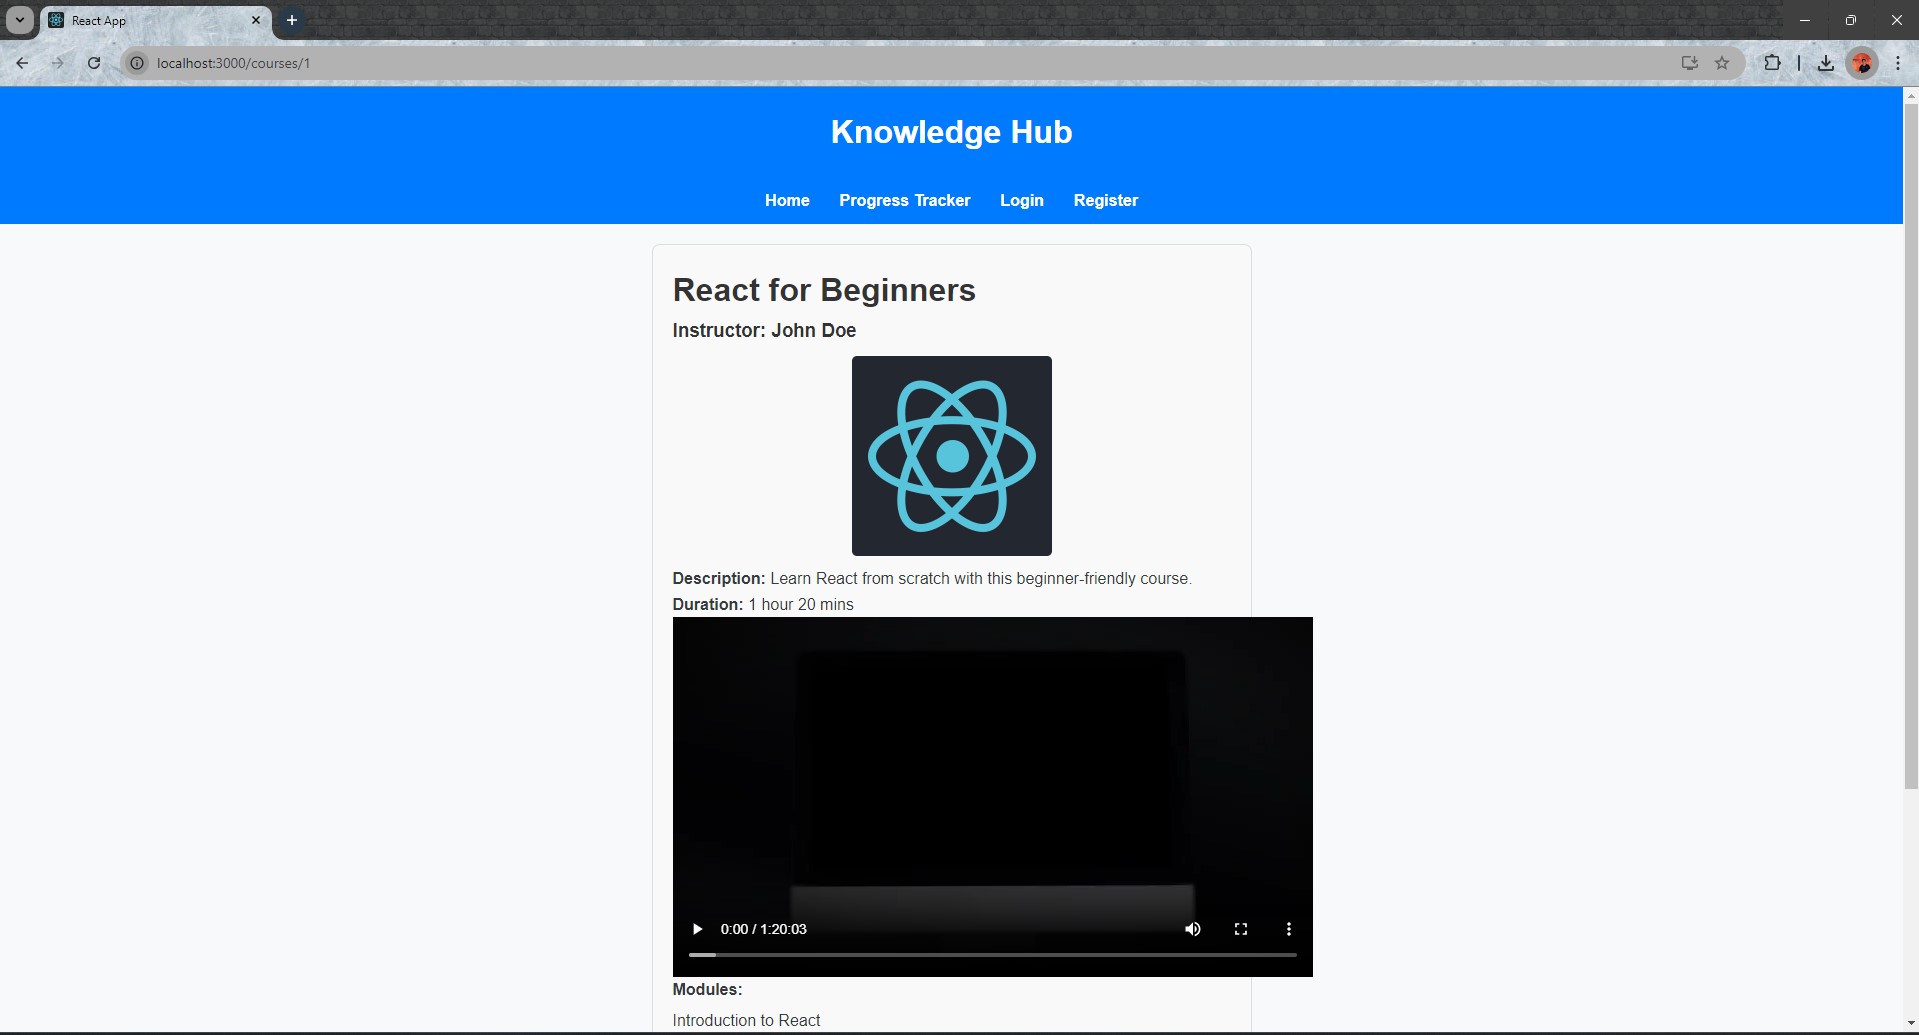 React App
localhost:3000/courses/1
Knowledge Hub
Home Progress Tracker Login Register
React for Beginners
Instructor: John Doe
Description: Learn React from scratch with this beginner-friendly course.
Duration: 1 hour 20 mins
0:00 / 1:20:03
Modules:
Introduction to React